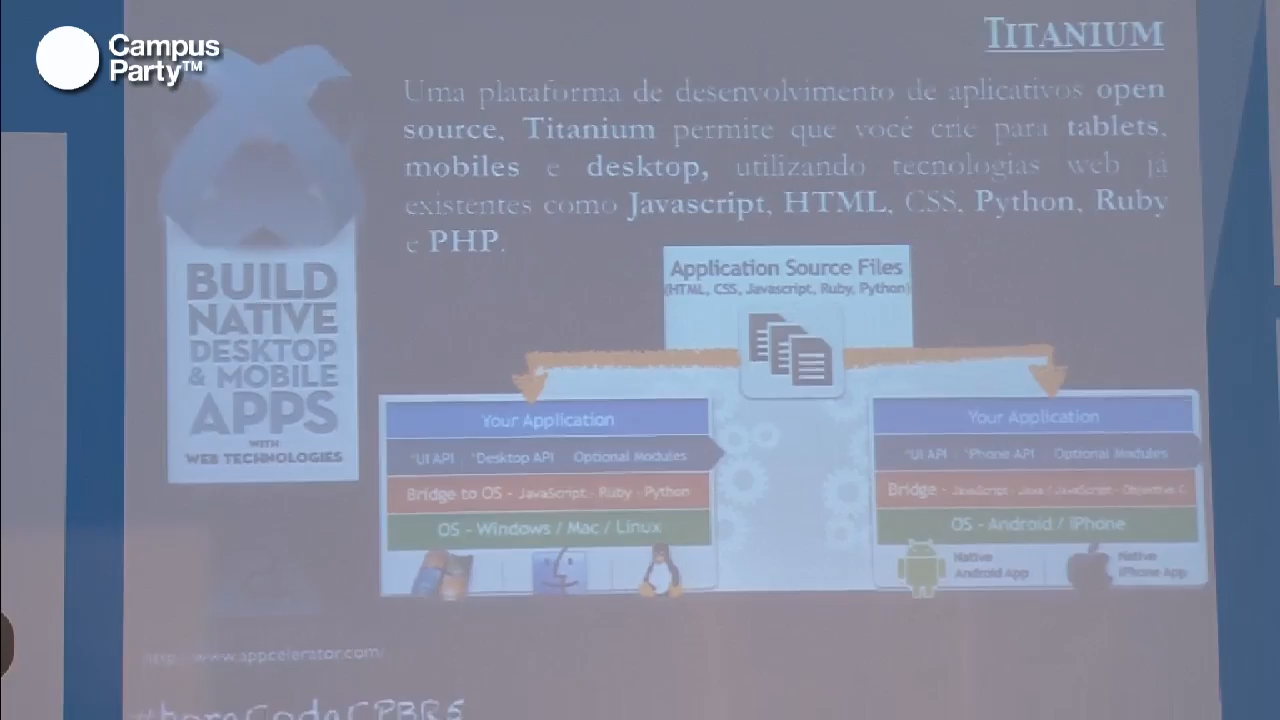 Campus
Party™
TITANIUM
Uma plataforma de desenvolvimento de aplicativos open
source, Titanium permite que você crie para tablets,
mobiles e desktop, utilizando tecnologias web já
existentes como Javascript, HTML, CSS, Python, Ruby
e PHP.
BUILD
NATIVE
DESKTOP
& MOBILE
APPS
WITH
WEB TECHNOLOGIES
Application Source Files
(HTML, CSS, Javascript, Ruby, Python)
Your Application
*UI API *Desktop API Optional Modules
Bridge to OS - JavaScript - Ruby - Python
OS - Windows / Mac / Linux
Your Application
*UI API *Phone API Optional Modules
Bridge - JavaScript - Java / JavaScript - Objective C
OS - Android / iPhone
Native
Android App
Native
iPhone App
http://www.appcelerator.com/